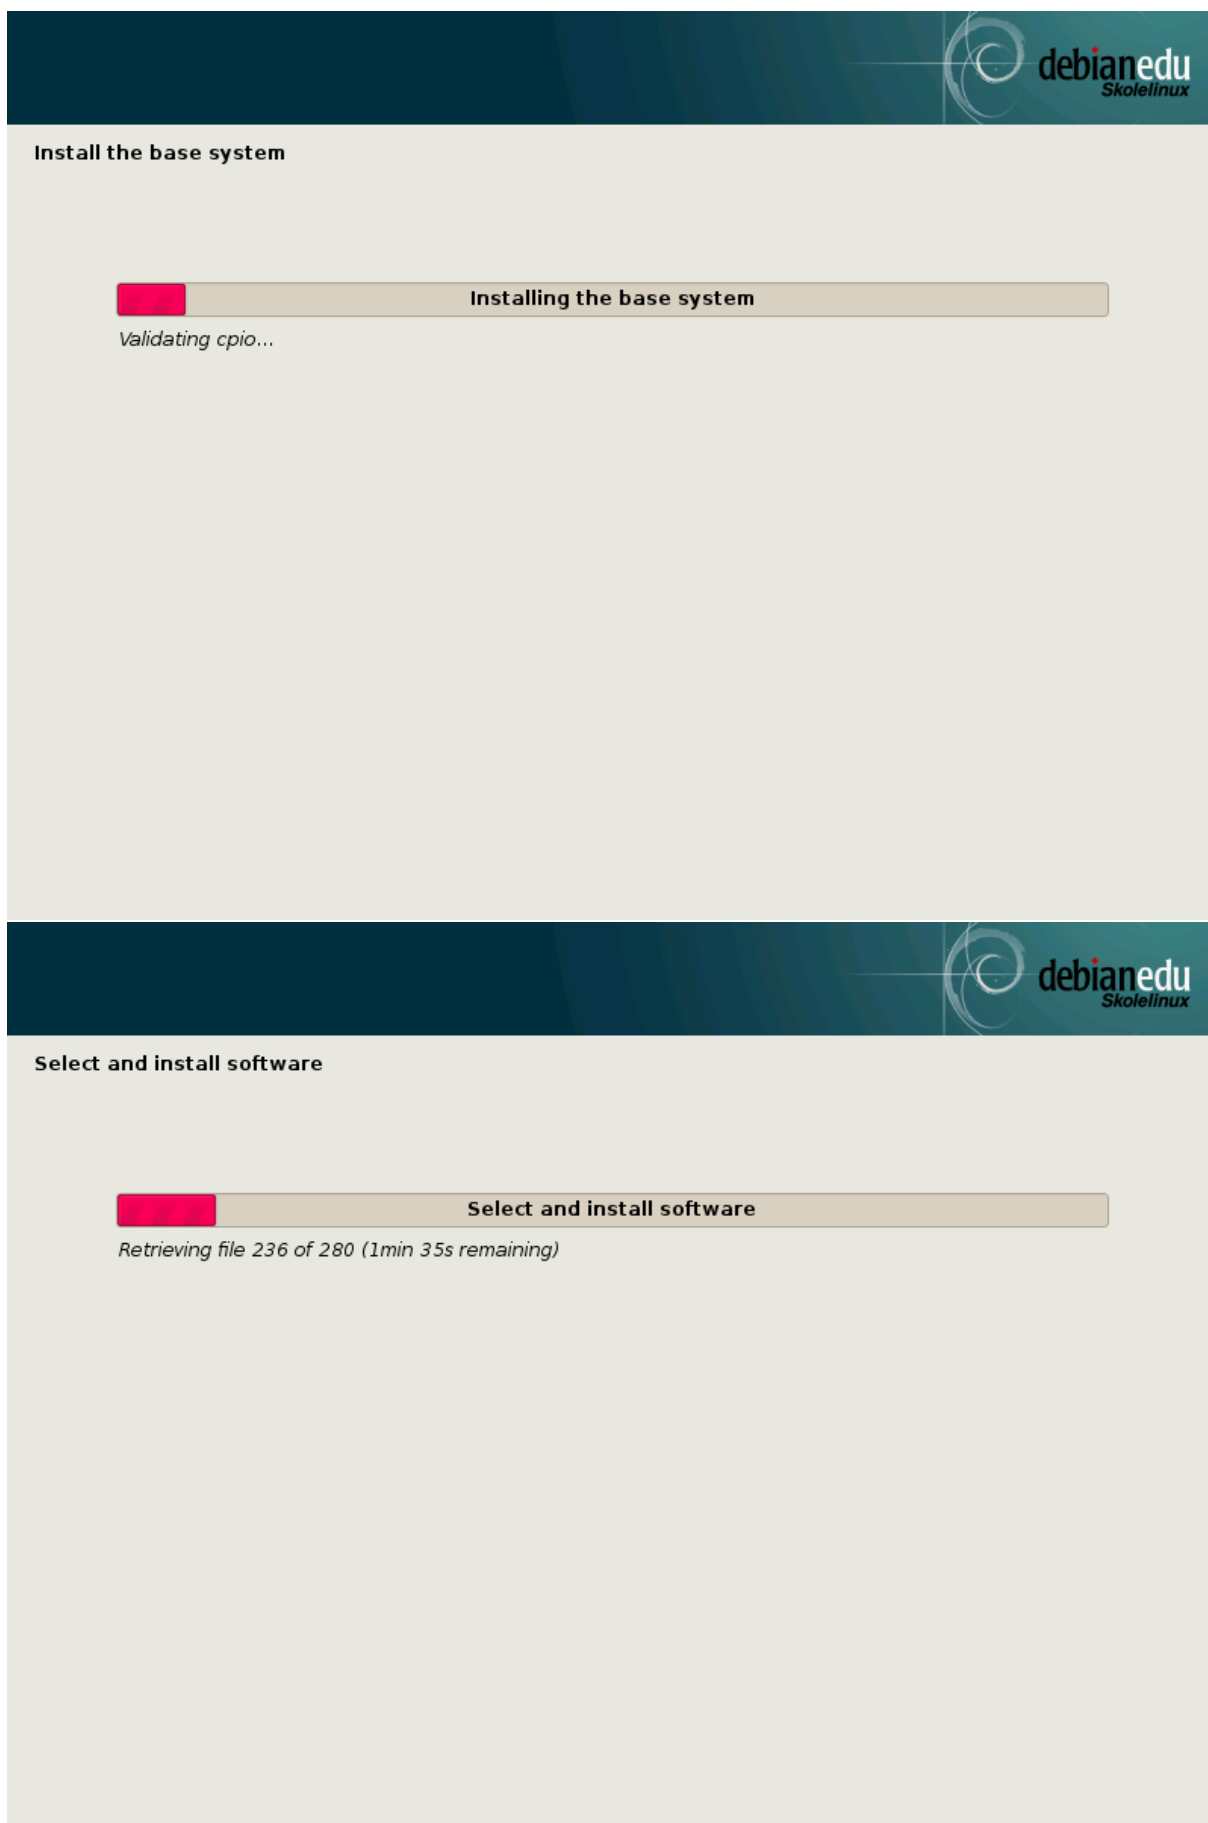 debianedu
Skolelinux
Install the base system
Installing the base system
Validating cpio...
debianedu
Skolelinux
Select and install software
Select and install software
Retrieving file 236 of 280 (1min 35s remaining)